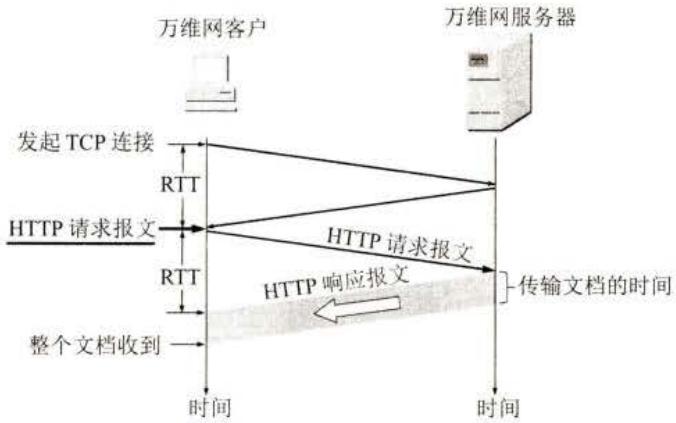 万维网客户
万维网服务器
发起 TCP 连接
RTT
HTTP 请求报文
HTTP 请求报文
RTT
HTTP 响应报文
传输文档的时间
整个文档收到
时间
时间